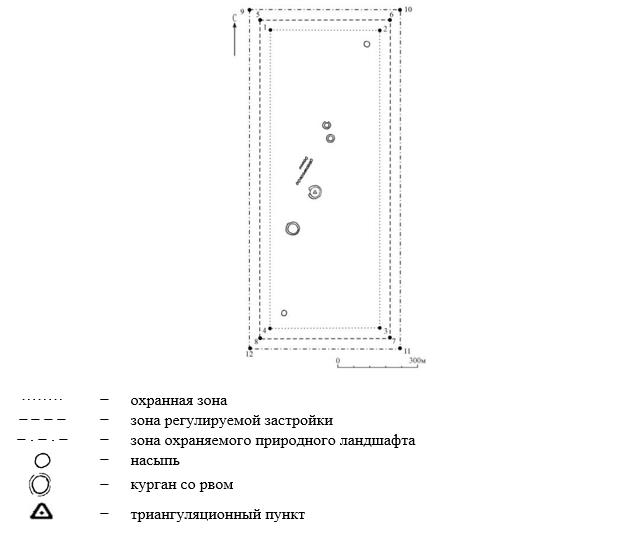 9 10
С 5 6
1 2
4 3
8 7
12 11
0 300м
– охранная зона
– зона регулируемой застройки
– зона охраняемого природного ландшафта
– насыпь
– курган со рвом
– триангуляционный пункт